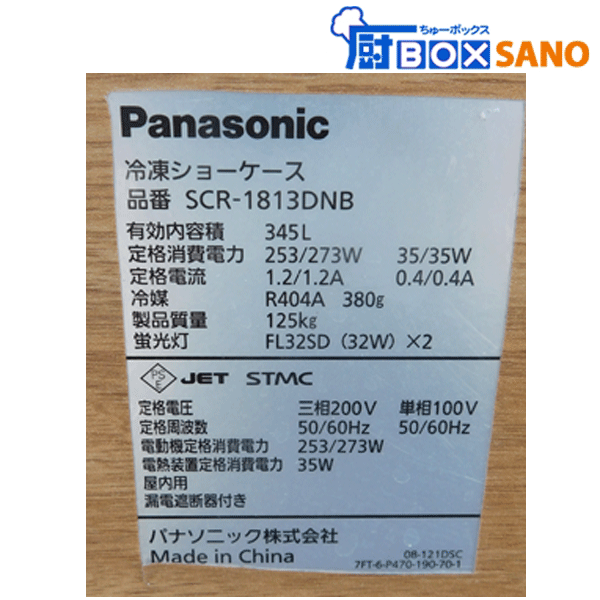 ちゅーボックス
厨BOX SANO
Panasonic
冷凍ショーケース
品番 SCR-1813DNB
有効内容積 345L
定格消費電力 253/273W 35/35W
定格電流 1.2/1.2A 0.4/0.4A
冷媒 R404A 380g
製品質量 125kg
蛍光灯 FL32SD (32W) ×2
PSE JET STMC
定格電圧 三相200V 単相100V
定格周波数 50/60Hz 50/60Hz
電動機定格消費電力 253/273W
電熱装置定格消費電力 35W
屋内用
漏電遮断器付き
パナソニック株式会社
Made in China
08-121DSC
7FT-6-P470-190-70-1